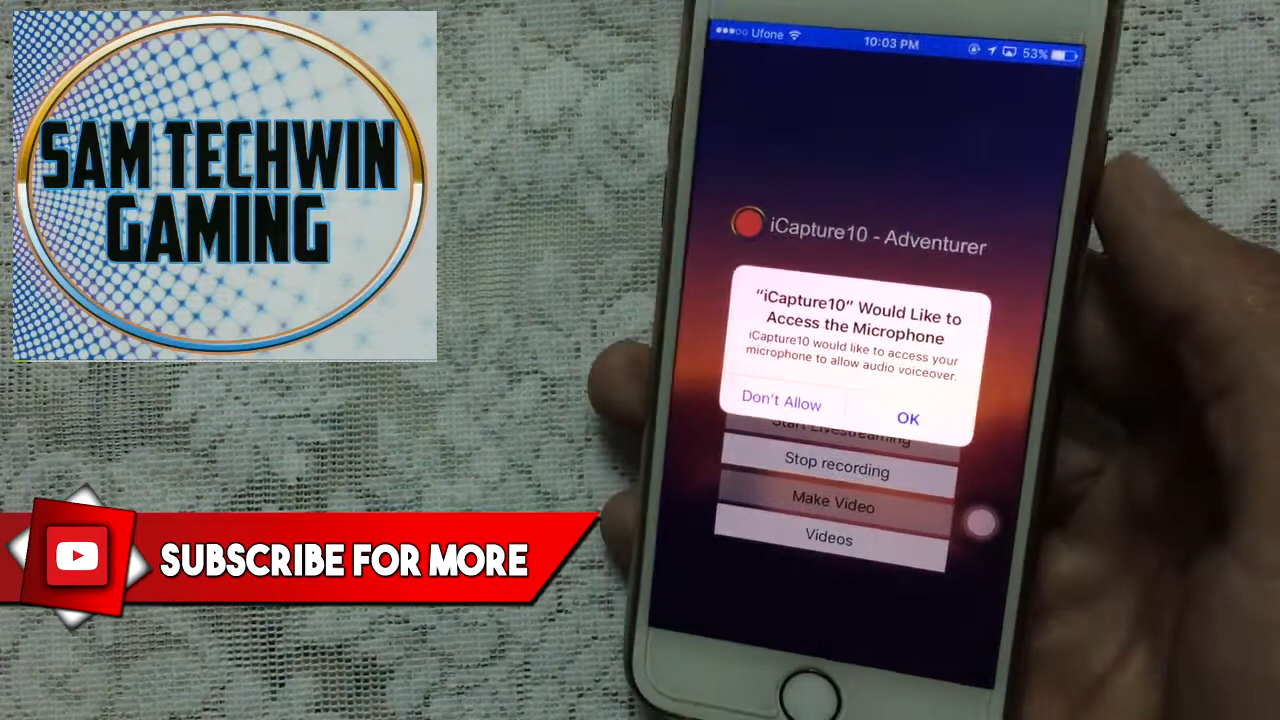 SAM TECHWIN
GAMING
Ufone
10:03 PM
53%
iCapture10 - Adventurer
“iCapture10” Would Like to
Access the Microphone
iCapture10 would like to access your
microphone to allow audio voiceover.
Don’t Allow
OK
Start Livestreaming
Stop recording
Make Video
Videos
SUBSCRIBE FOR MORE